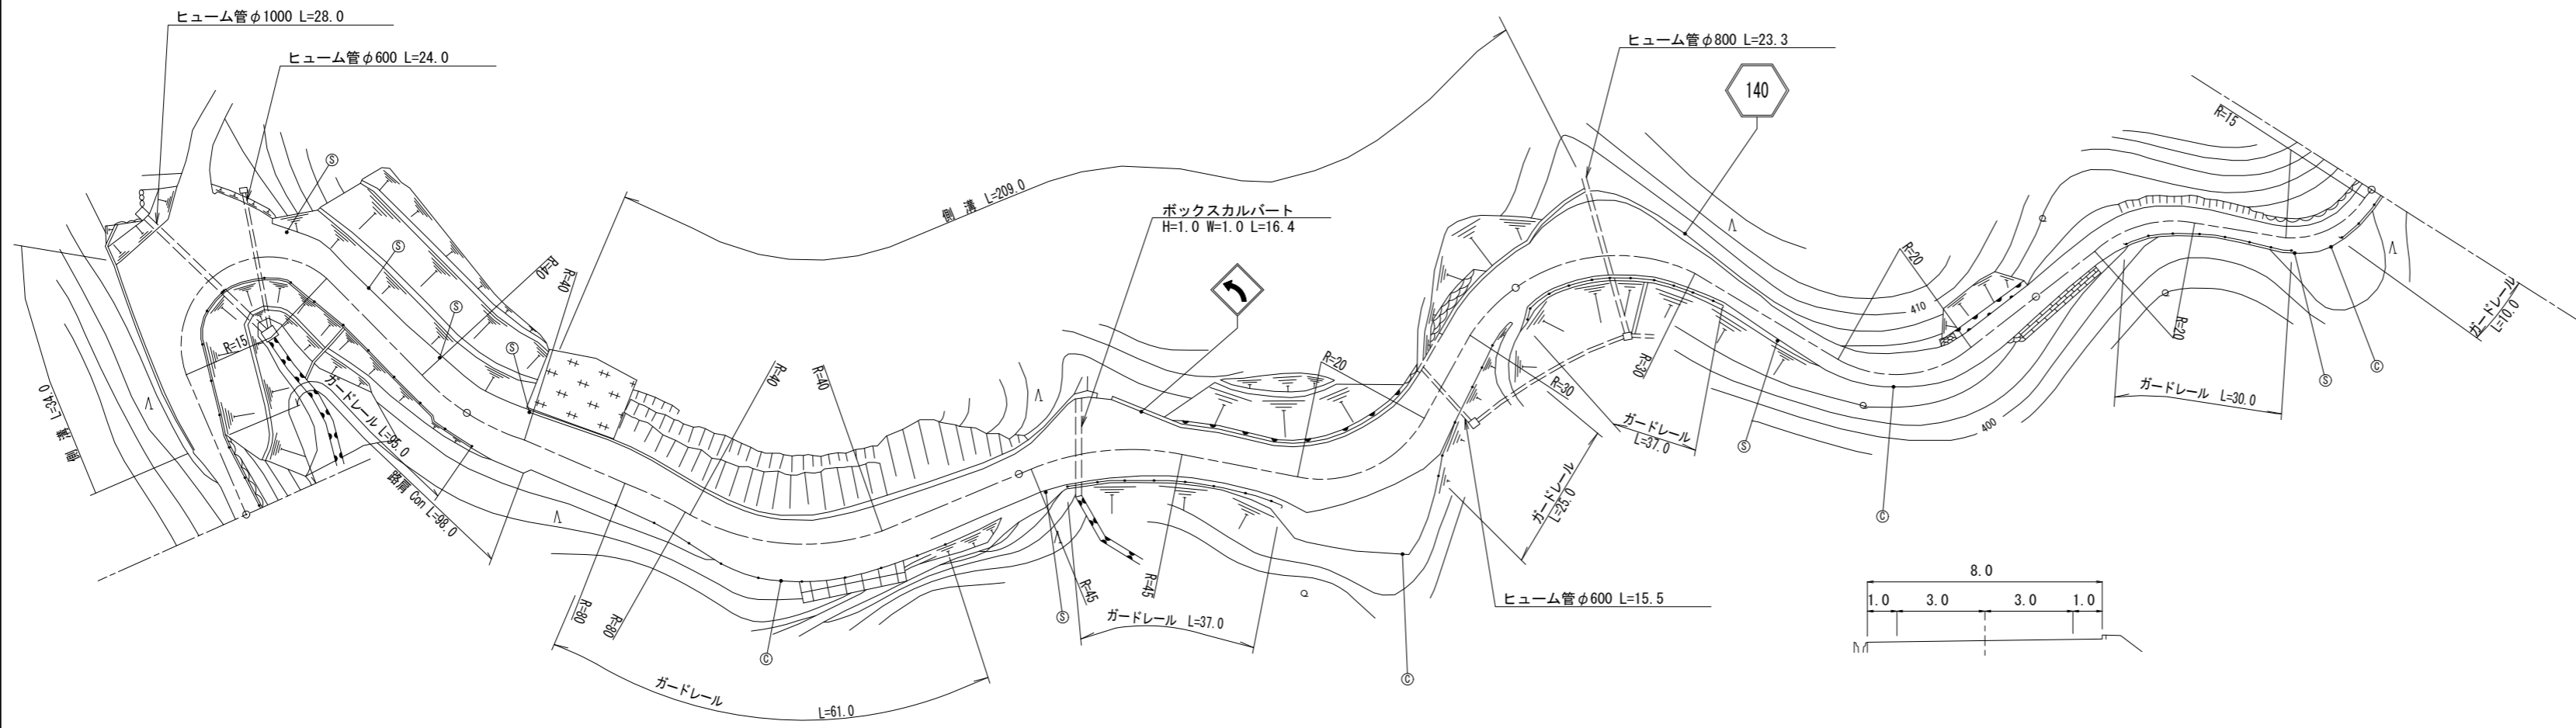 ヒューム管φ1000 L=28.0
ヒューム管φ600 L=24.0
ヒューム管φ800 L=23.3
140
R=15
Ⓢ
Ⓢ
Ⓢ
Ⓢ
側 溝 L=209.0
ボックスカルバート
H=1.0 W=1.0 L=16.4
R=40
R=40
R=15
側 溝 L=34.0
ガードレール L=95.0
路肩 Con L=98.0
R=40
R=40
R=20
R=30
R=30
R=20
410
400
R=20
ガードレール
L=10.0
ガードレール L=30.0
Ⓢ
Ⓒ
ガードレール
L=37.0
Ⓢ
Ⓒ
ガードレール
L=25.0
ヒューム管φ600 L=15.5
R=80
R=80
Ⓒ
ガードレール
L=61.0
R=45
R=45
Ⓢ
ガードレール L=37.0
Ⓒ
8.0
1.0 3.0 3.0 1.0